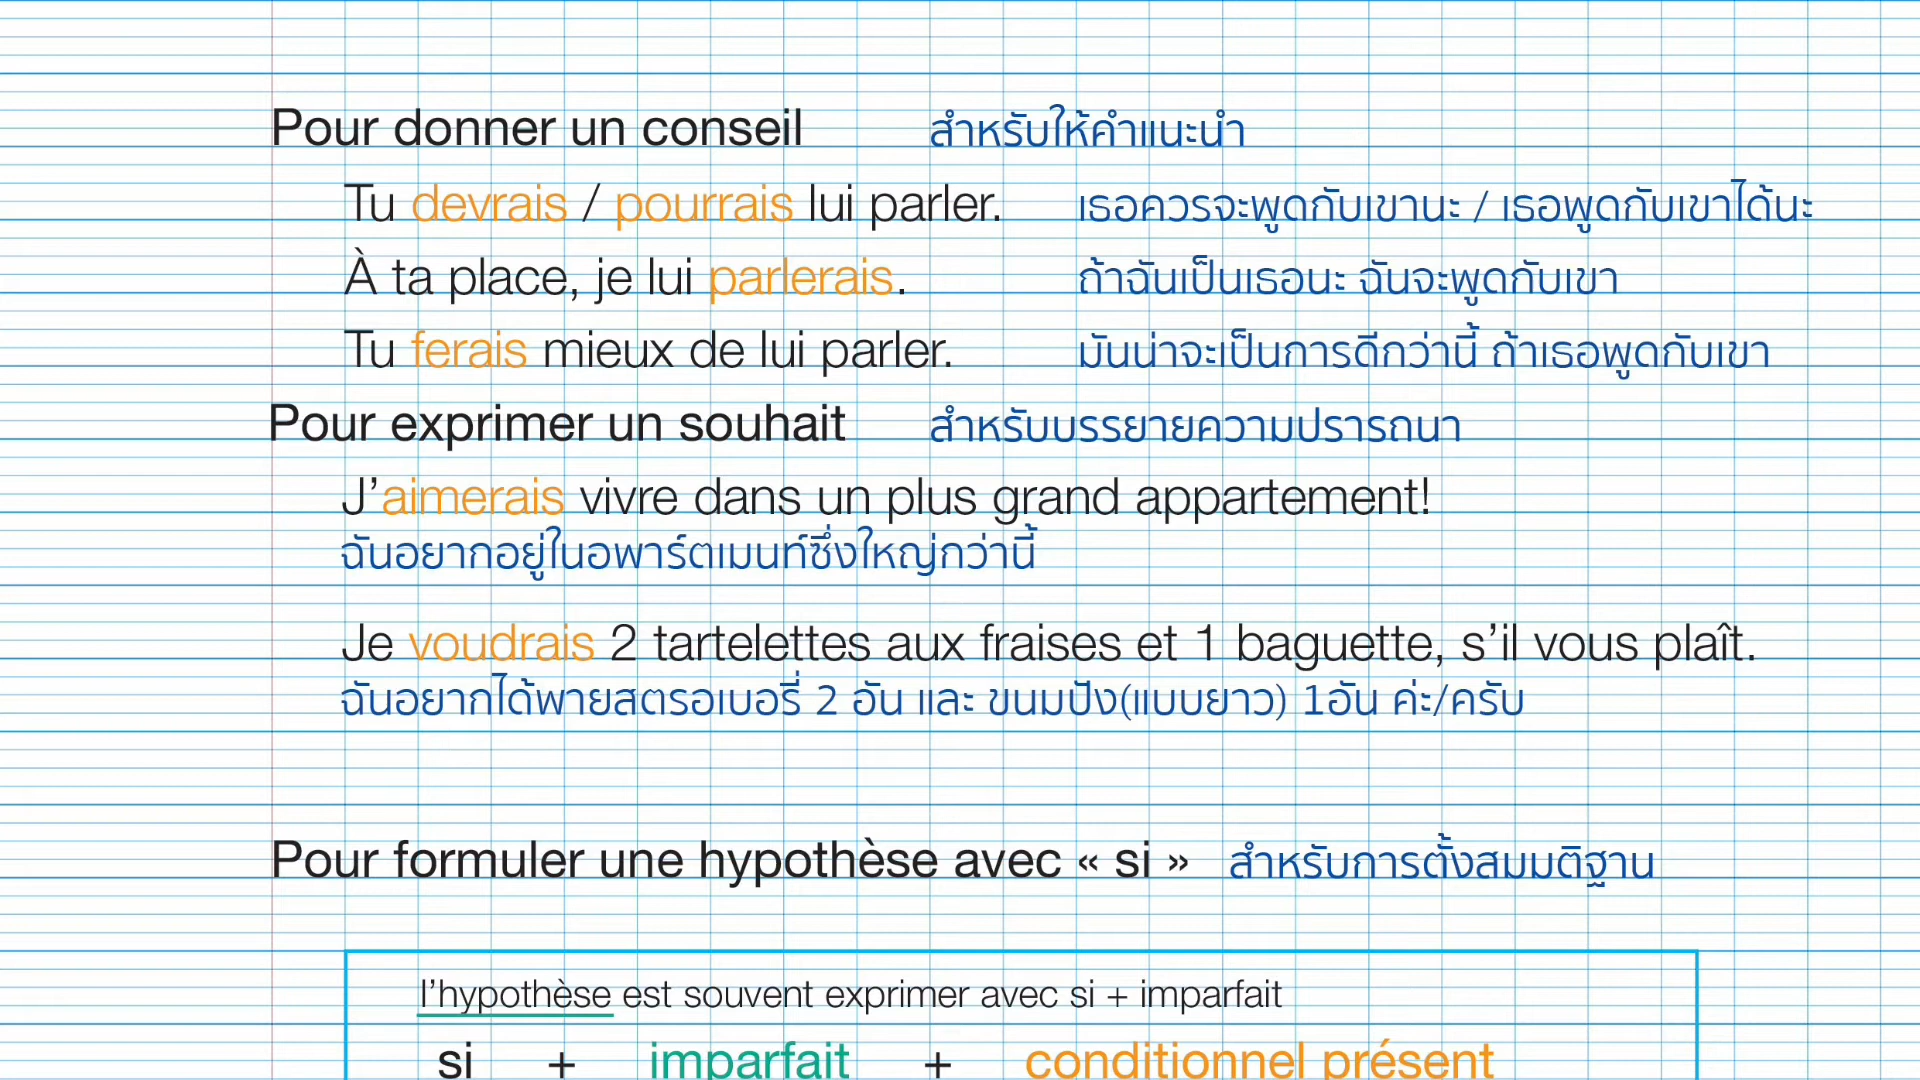 Pour donner un conseil สำหรับให้คำแนะนำ
Tu devrais / pourrais lui parler. เธอควรจะพูดกับเขานะ / เธอพูดกับเขาได้นะ
À ta place, je lui parlerais. ถ้าฉันเป็นเธอนะ ฉันจะพูดกับเขา
Tu ferais mieux de lui parler. มันน่าจะเป็นการดีกว่านี้ ถ้าเธอพูดกับเขา
Pour exprimer un souhait สำหรับบรรยายความปรารถนา
J’aimerais vivre dans un plus grand appartement!
ฉันอยากอยู่ในอพาร์ตเมนท์ซึ่งใหญ่กว่านี้
Je voudrais 2 tartelettes aux fraises et 1 baguette, s’il vous plaît.
ฉันอยากได้พายสตรอเบอรี่ 2 อัน และ ขนมปัง(แบบยาว) 1อัน ค่ะ/ครับ
Pour formuler une hypothèse avec « si » สำหรับการตั้งสมมติฐาน
l’hypothèse est souvent exprimer avec si + imparfait
si + imparfait + conditionnel présent